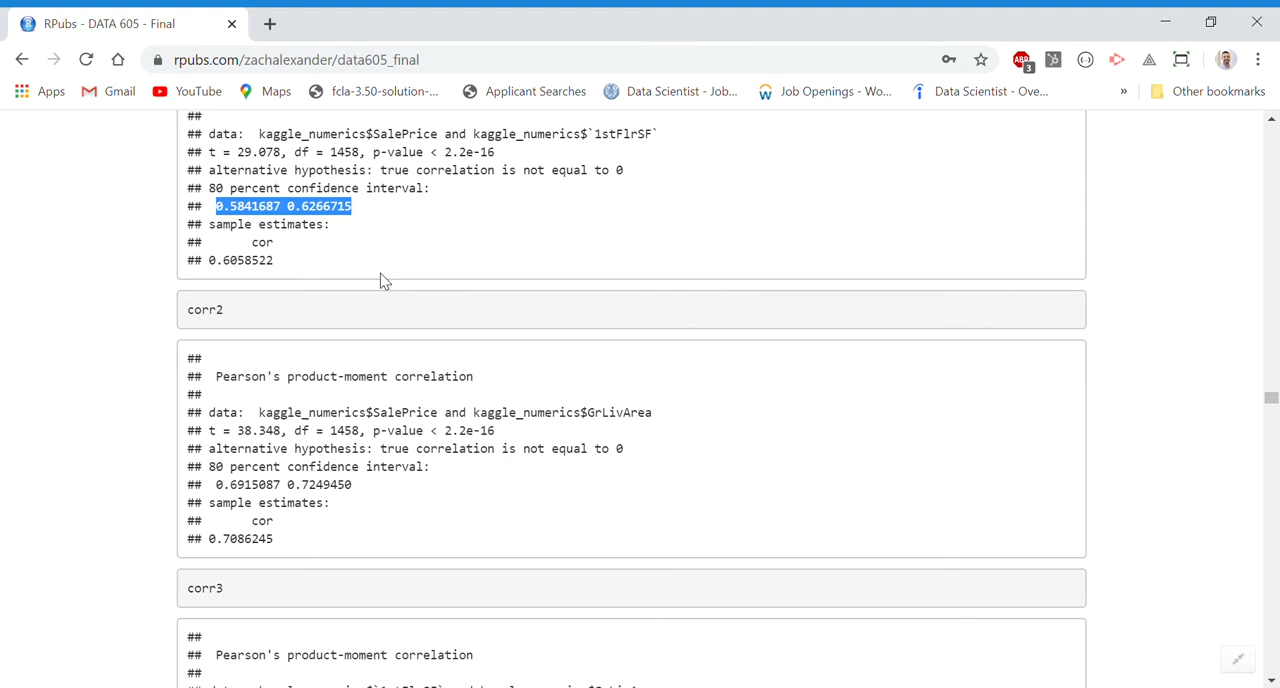 RPubs - DATA 605 - Final
rpubs.com/zachalexander/data605_final
ABP
3
Apps
Gmail
YouTube
Maps
fcla-3.50-solution-...
Applicant Searches
Data Scientist - Job...
Job Openings - Wo...
Data Scientist - Ove...
»
Other bookmarks
##
## data:  kaggle_numerics$SalePrice and kaggle_numerics$`1stFlrSF`
## t = 29.078, df = 1458, p-value < 2.2e-16
## alternative hypothesis: true correlation is not equal to 0
## 80 percent confidence interval:
##  0.5841687 0.6266715
## sample estimates:
##       cor
## 0.6058522
corr2
##
##  Pearson's product-moment correlation
##
## data:  kaggle_numerics$SalePrice and kaggle_numerics$GrLivArea
## t = 38.348, df = 1458, p-value < 2.2e-16
## alternative hypothesis: true correlation is not equal to 0
## 80 percent confidence interval:
##  0.6915087 0.7249450
## sample estimates:
##       cor
## 0.7086245
corr3
##
##  Pearson's product-moment correlation
##